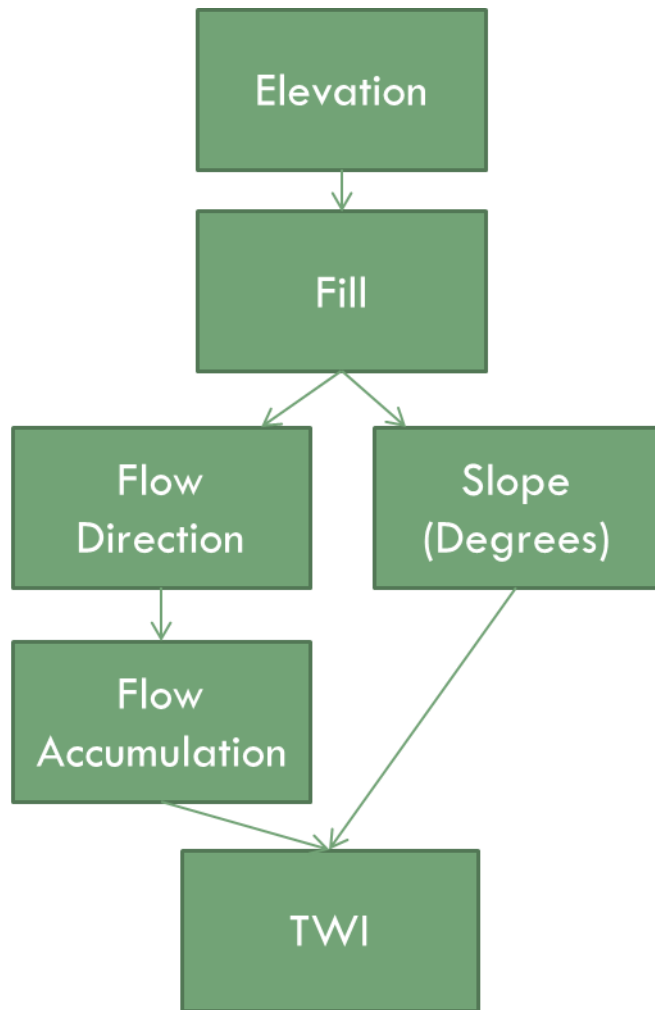 Elevation
Fill
Flow
Direction
Slope
(Degrees)
Flow
Accumulation
TWI